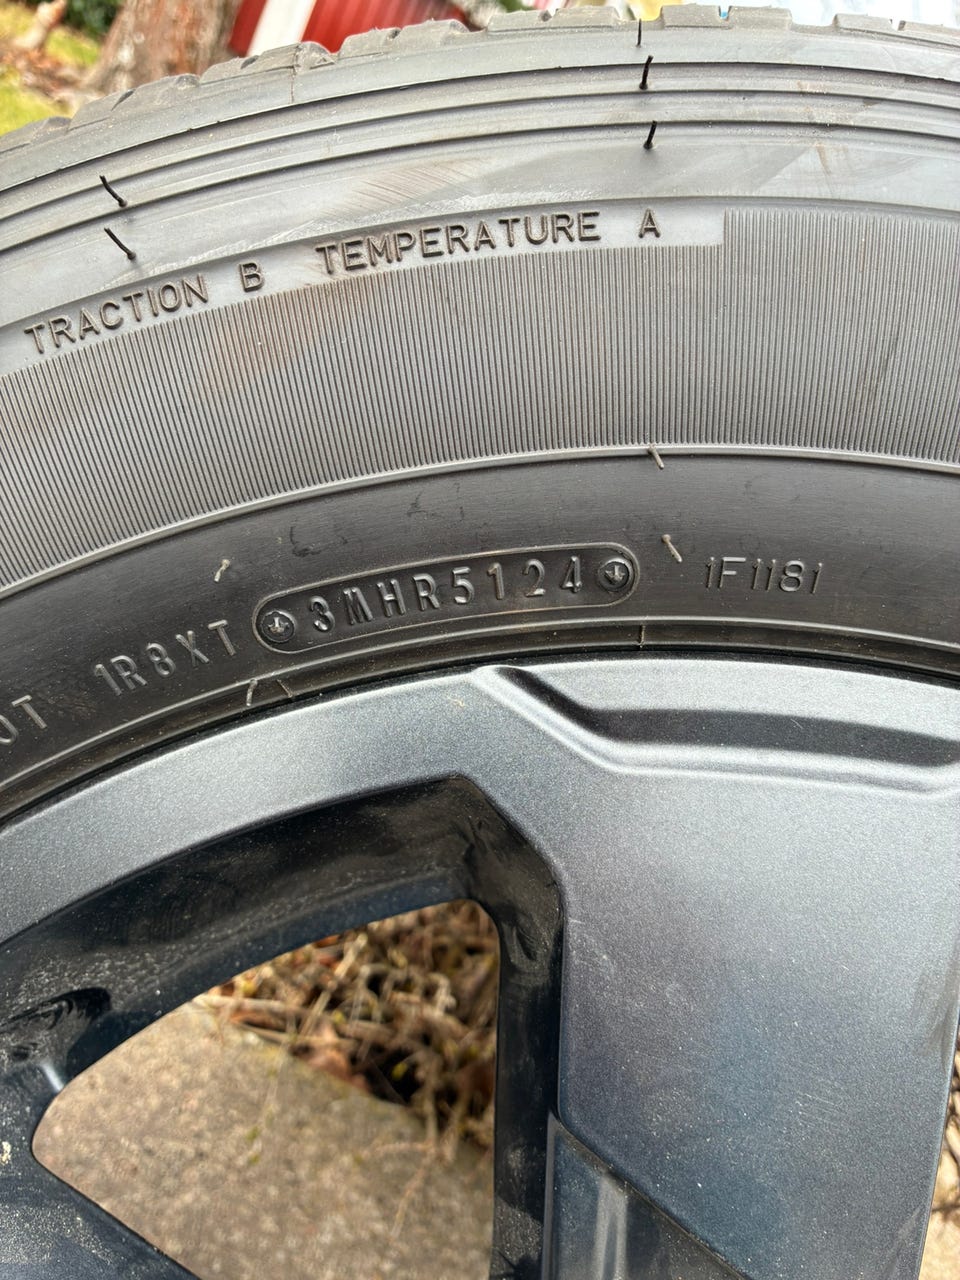 TRACTION B TEMPERATURE A
1R8XT 3MHR5124 1F1181